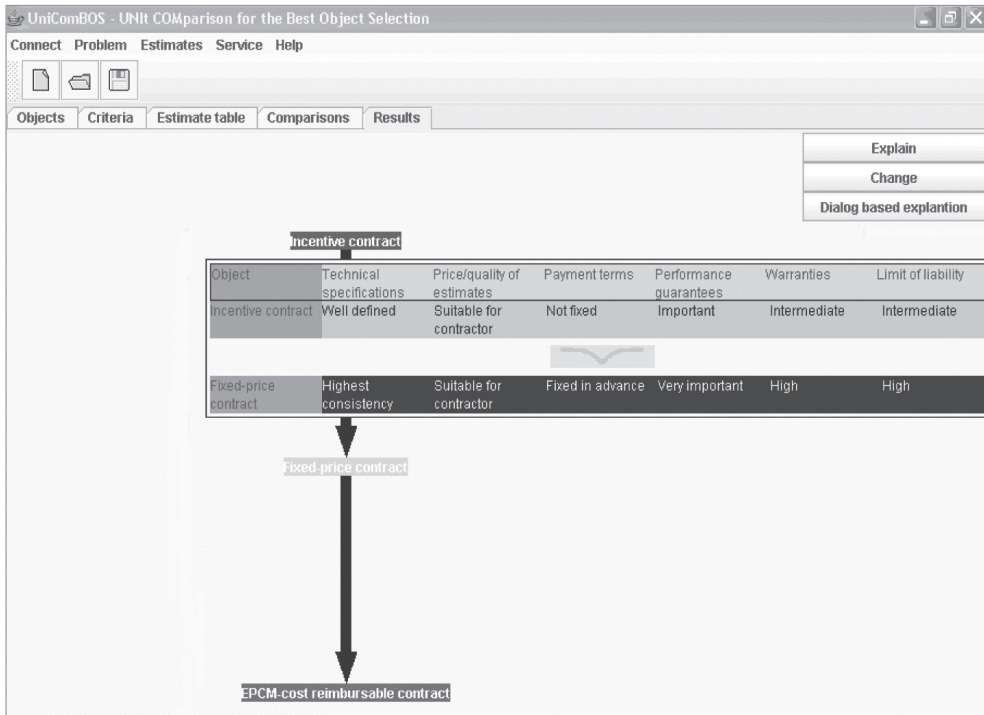 UniComBOS - UNIt COMparison for the Best Object Selection
Connect Problem Estimates Service Help
Objects Criteria Estimate table Comparisons Results
Explain
Change
Dialog based explantion
Incentive contract
Object Technical specifications Price/quality of estimates Payment terms Performance guarantees Warranties Limit of liability
Incentive contract Well defined Suitable for contractor Not fixed Important Intermediate Intermediate
Fixed-price contract Highest consistency Suitable for contractor Fixed in advance Very important High High
Fixed-price contract
EPCM-cost reimbursable contract